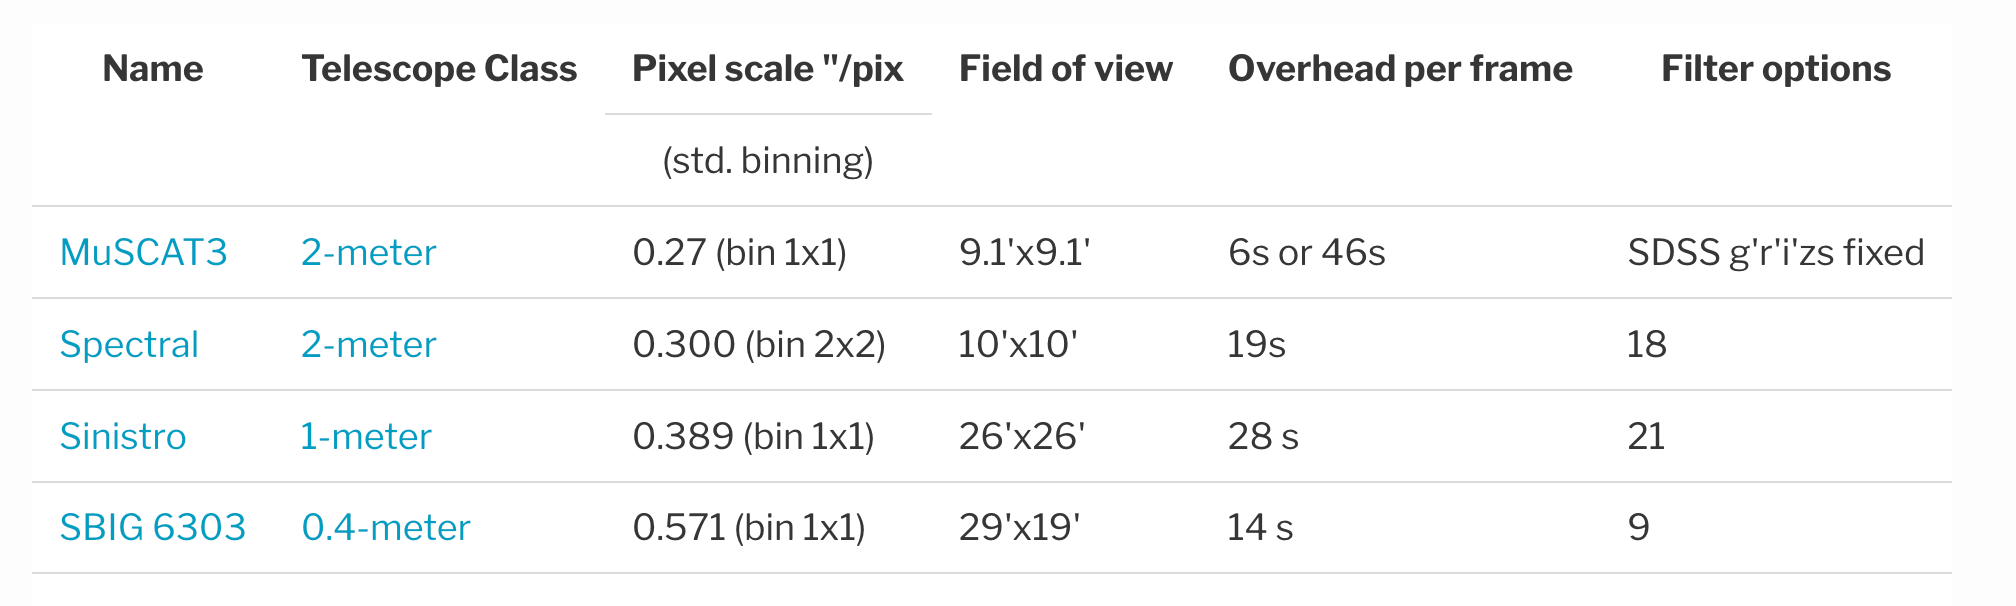 Name Telescope Class Pixel scale "/pix Field of view Overhead per frame Filter options
(std. binning)
MuSCAT3 2-meter 0.27 (bin 1x1) 9.1'x9.1' 6s or 46s SDSS g'r'i'zs fixed
Spectral 2-meter 0.300 (bin 2x2) 10'x10' 19s 18
Sinistro 1-meter 0.389 (bin 1x1) 26'x26' 28 s 21
SBIG 6303 0.4-meter 0.571 (bin 1x1) 29'x19' 14 s 9